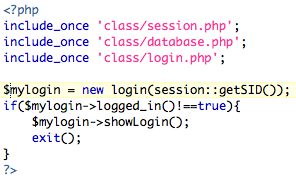 <?php
include_once 'class/session.php';
include_once 'class/database.php';
include_once 'class/login.php';

$mylogin = new login(session::getSID());
if($mylogin->logged_in()!==true){
    $mylogin->showLogin();
    exit();
}
?>